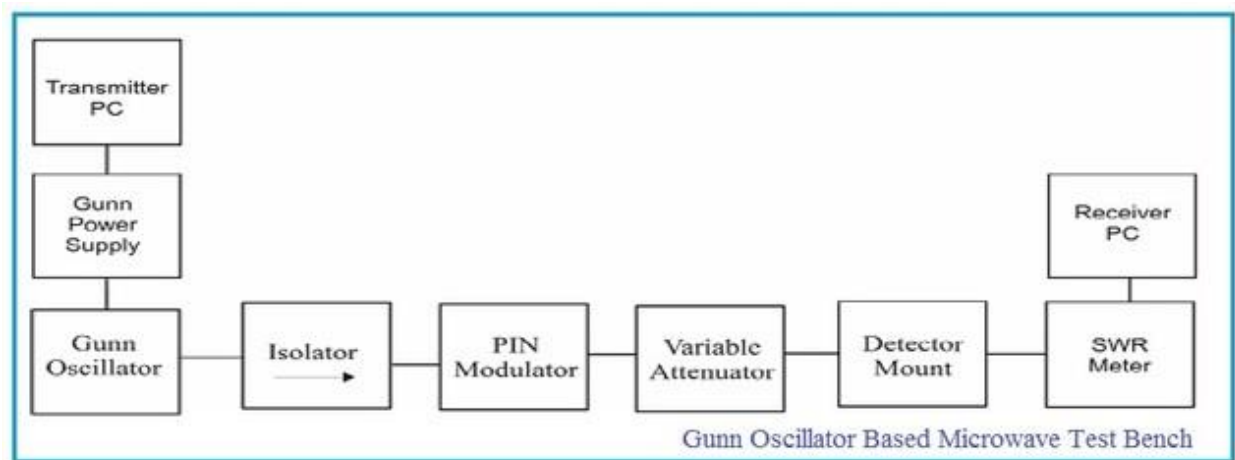 Transmitter
PC
Gunn
Power
Supply
Receiver
PC
Gunn
Oscillator
Isolator
PIN
Modulator
Variable
Attenuator
Detector
Mount
SWR
Meter
Gunn Oscillator Based Microwave Test Bench